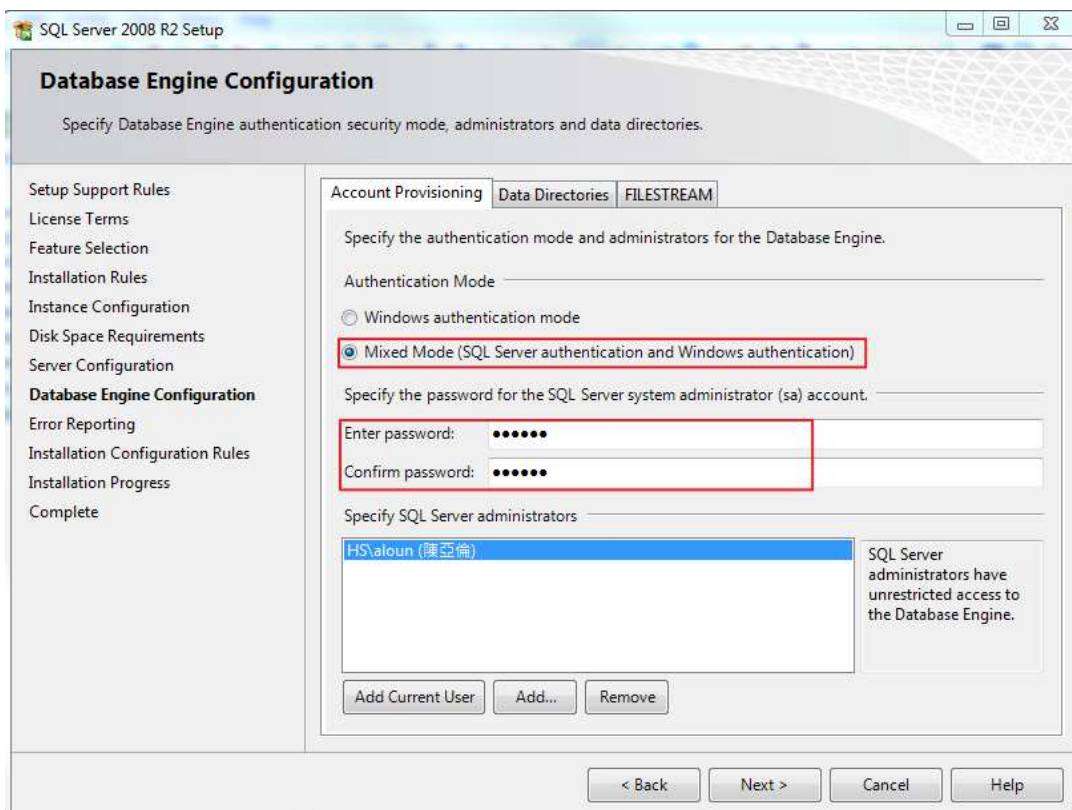 SQL Server 2008 R2 Setup
Database Engine Configuration
Specify Database Engine authentication security mode, administrators and data directories.
Setup Support Rules
License Terms
Feature Selection
Installation Rules
Instance Configuration
Disk Space Requirements
Server Configuration
Database Engine Configuration
Error Reporting
Installation Configuration Rules
Installation Progress
Complete
Account Provisioning
Data Directories
FILESTREAM
Specify the authentication mode and administrators for the Database Engine.
Authentication Mode
Windows authentication mode
Mixed Mode (SQL Server authentication and Windows authentication)
Specify the password for the SQL Server system administrator (sa) account.
Enter password: ●●●●●●
Confirm password: ●●●●●●
Specify SQL Server administrators
HS\aloun (陳亞倫)
SQL Server
administrators have
unrestricted access to
the Database Engine.
Add Current User
Add...
Remove
< Back
Next >
Cancel
Help